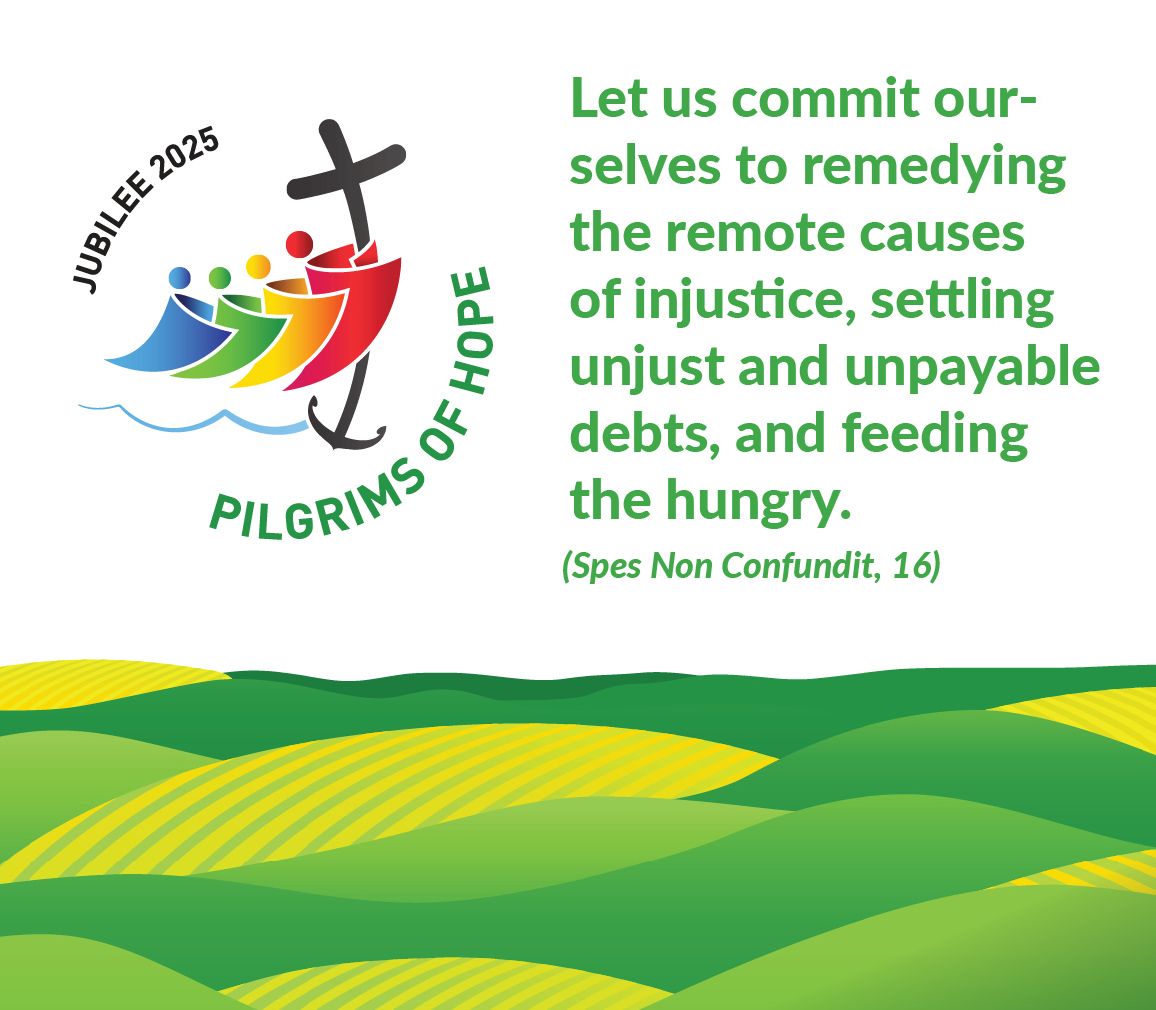 JUBILEE 2025
PILGRIMS OF HOPE
Let us commit our-
selves to remedying
the remote causes
of injustice, settling
unjust and unpayable
debts, and feeding
the hungry.
(Spes Non Confundit, 16)